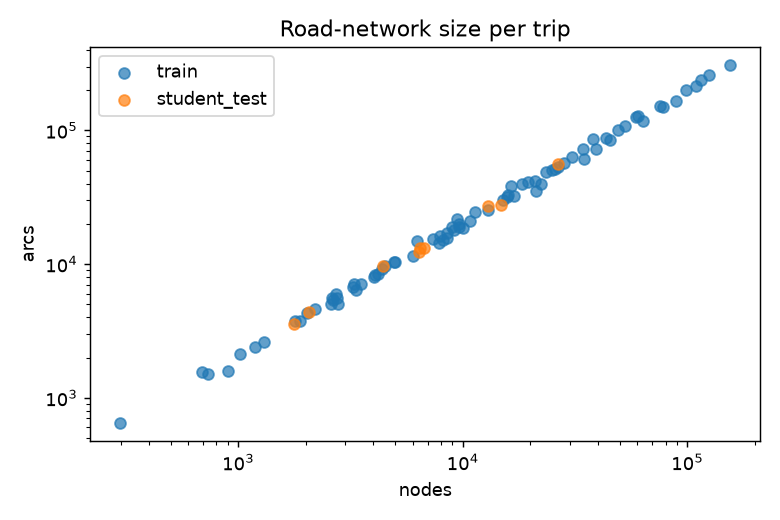 Road-network size per trip
train
student_test
arcs
10^5
10^4
10^3
10^3
10^4
10^5
nodes